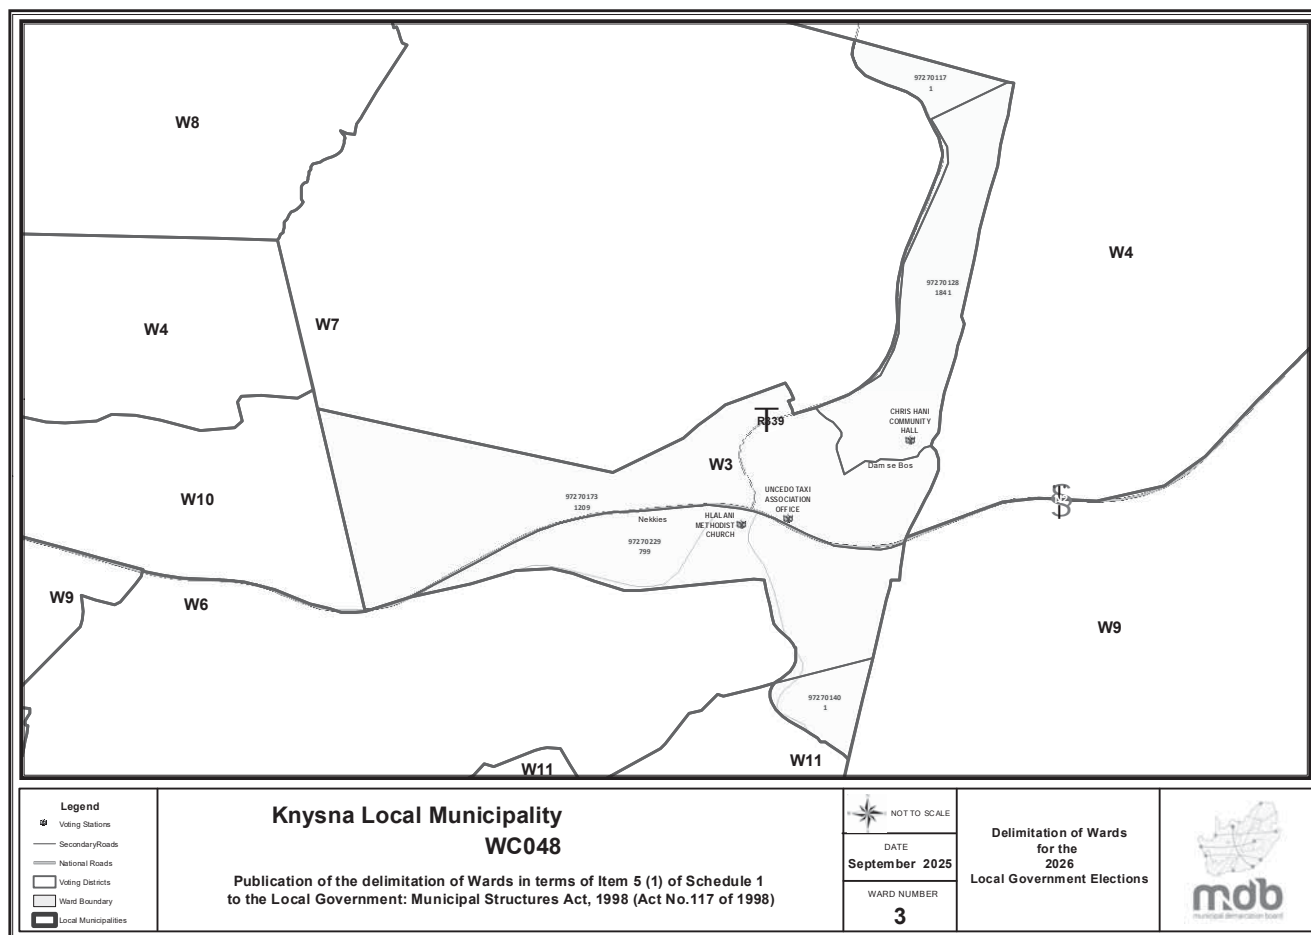 97270117
1
W8
W4
97270128
1841
W4
W7
CHRIS HANI
COMMUNITY
HALL
R339
W3
Dam se Bos
W10
97270173
1209
UNCEDO TAXI
ASSOCIATION
OFFICE
N2
Nekkies
HLALANI
METHODIST
CHURCH
97270229
799
W9
W6
W9
97270140
1
W11
W11
Legend
Voting Stations
SecondaryRoads
National Roads
Voting Districts
Ward Boundary
Local Municipalities
Knysna Local Municipality
WC048
Publication of the delimitation of Wards in terms of Item 5 (1) of Schedule 1
to the Local Government: Municipal Structures Act, 1998 (Act No.117 of 1998)
NOT TO SCALE
DATE
September 2025
WARD NUMBER
3
Delimitation of Wards
for the
2026
Local Government Elections
mdb
municipal demarcation board